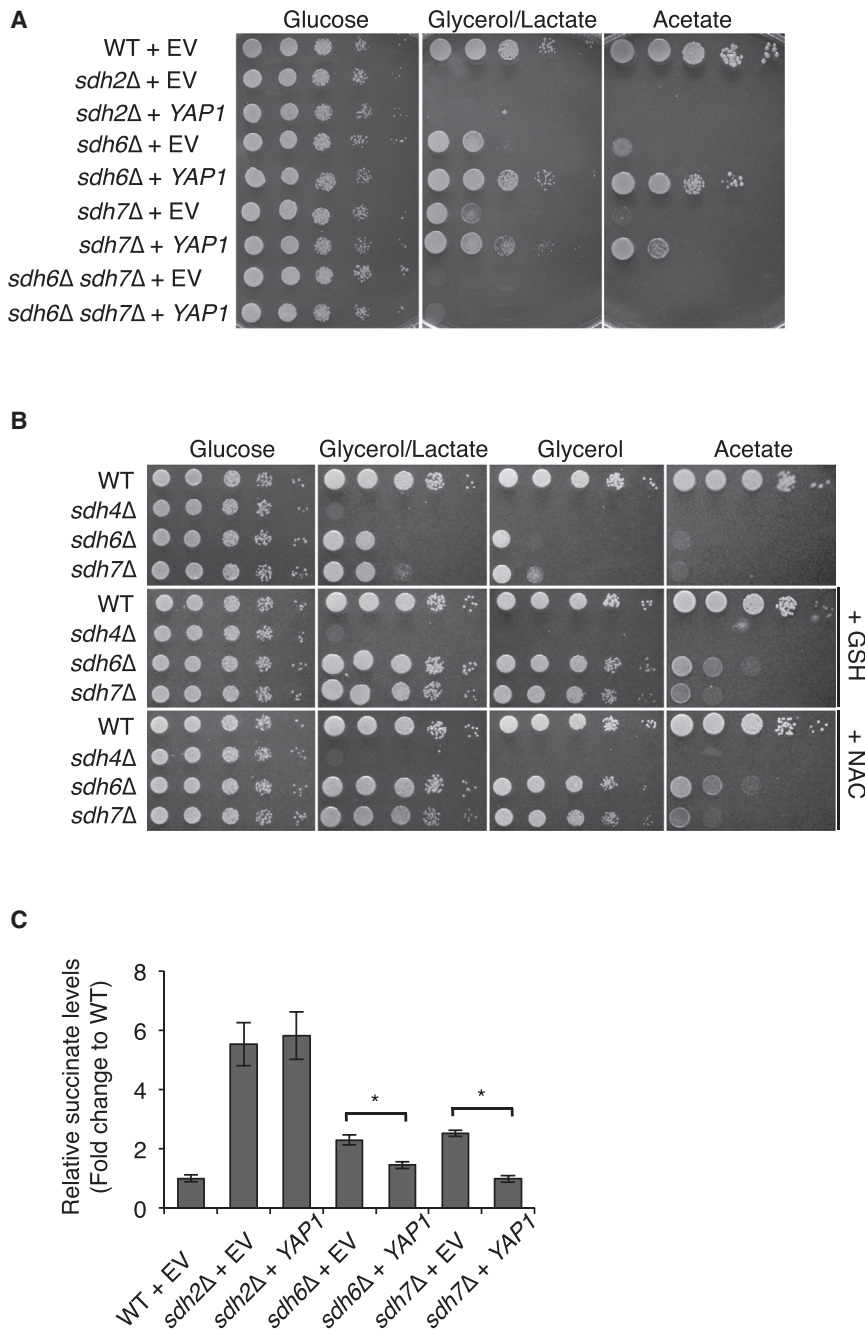 A
Glucose Glycerol/Lactate Acetate
WT + EV
sdh2Δ + EV
sdh2Δ + YAP1
sdh6Δ + EV
sdh6Δ + YAP1
sdh7Δ + EV
sdh7Δ + YAP1
sdh6Δ sdh7Δ + EV
sdh6Δ sdh7Δ + YAP1
B
Glucose Glycerol/Lactate Glycerol Acetate
WT
sdh4Δ
sdh6Δ
sdh7Δ
WT
sdh4Δ
sdh6Δ
sdh7Δ
+ GSH
WT
sdh4Δ
sdh6Δ
sdh7Δ
+ NAC
C
Relative succinate levels
(Fold change to WT)
8
6
4
2
0
* *
WT + EV
sdh2Δ + EV
sdh2Δ + YAP1
sdh6Δ + EV
sdh6Δ + YAP1
sdh7Δ + EV
sdh7Δ + YAP1